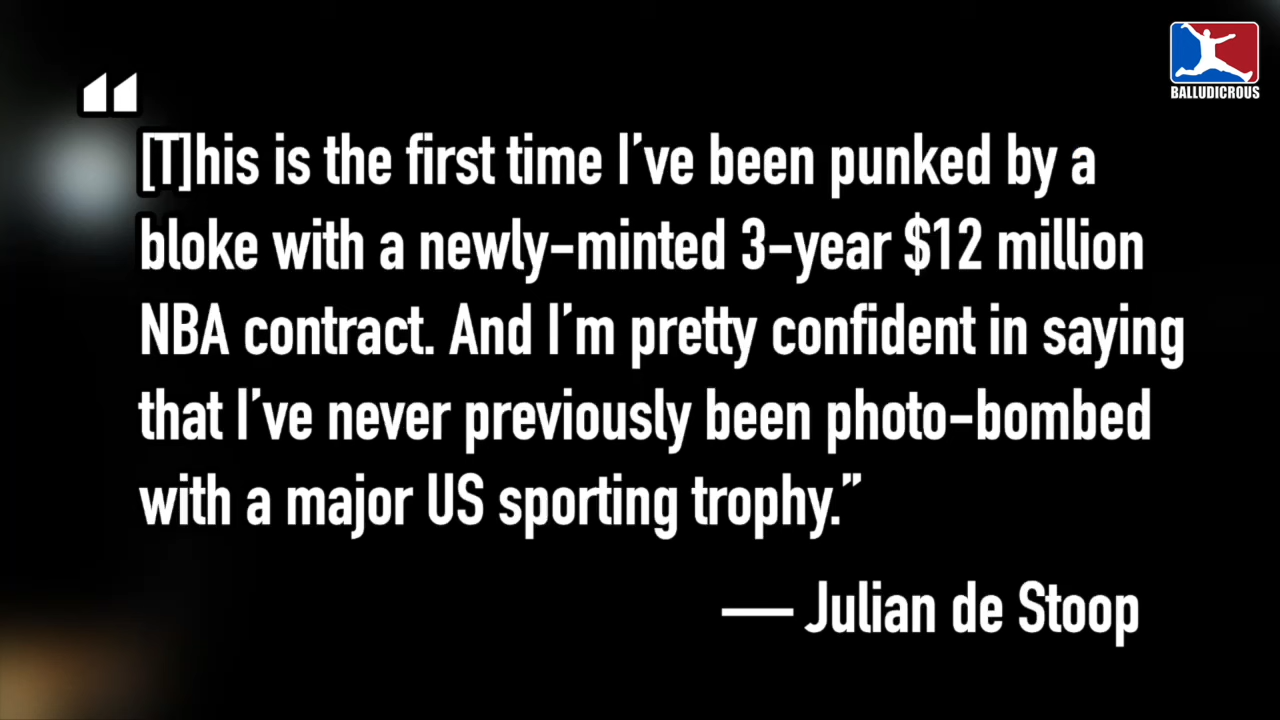 BALLUDICROUS
“[T]his is the first time I’ve been punked by a
bloke with a newly-minted 3-year $12 million
NBA contract. And I’m pretty confident in saying
that I’ve never previously been photo-bombed
with a major US sporting trophy.”
— Julian de Stoop